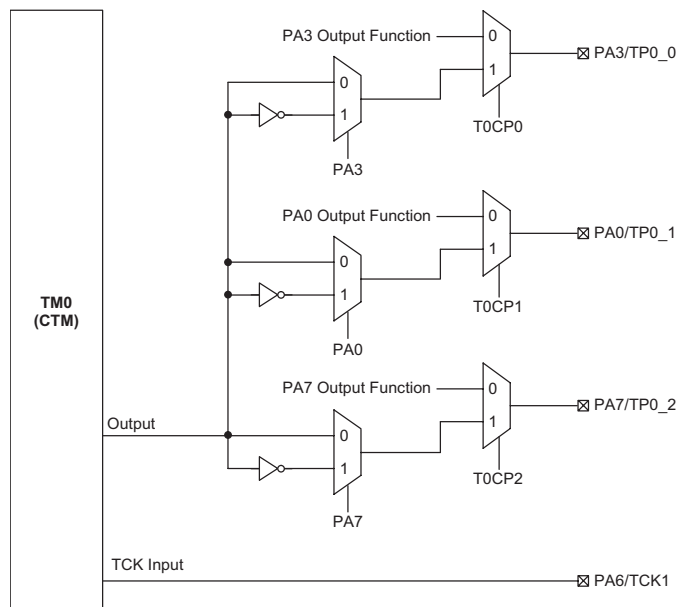 PA3 Output Function
0
1
PA3/TP0_0
0
1
T0CP0
PA3
PA0 Output Function
0
1
PA0/TP0_1
0
1
T0CP1
PA0
TM0
(CTM)
PA7 Output Function
0
1
PA7/TP0_2
Output
0
1
T0CP2
PA7
TCK Input
PA6/TCK1